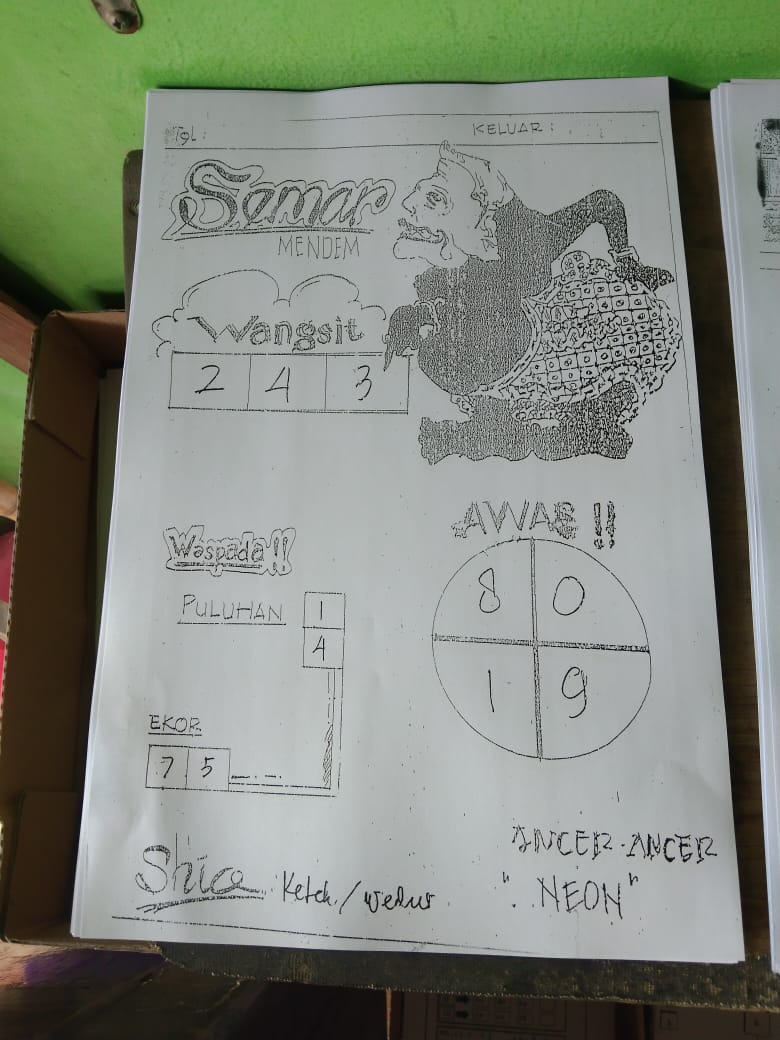 Tgl :
KELUAR :
Semar
MENDEM
Wangsit
2 4 3
Waspada!!
AWAS !!
PULUHAN
1
4
8 0
1 9
EKOR
7 5
Shio : Ketek / Wedus
ANCER-ANCER
" NEON "